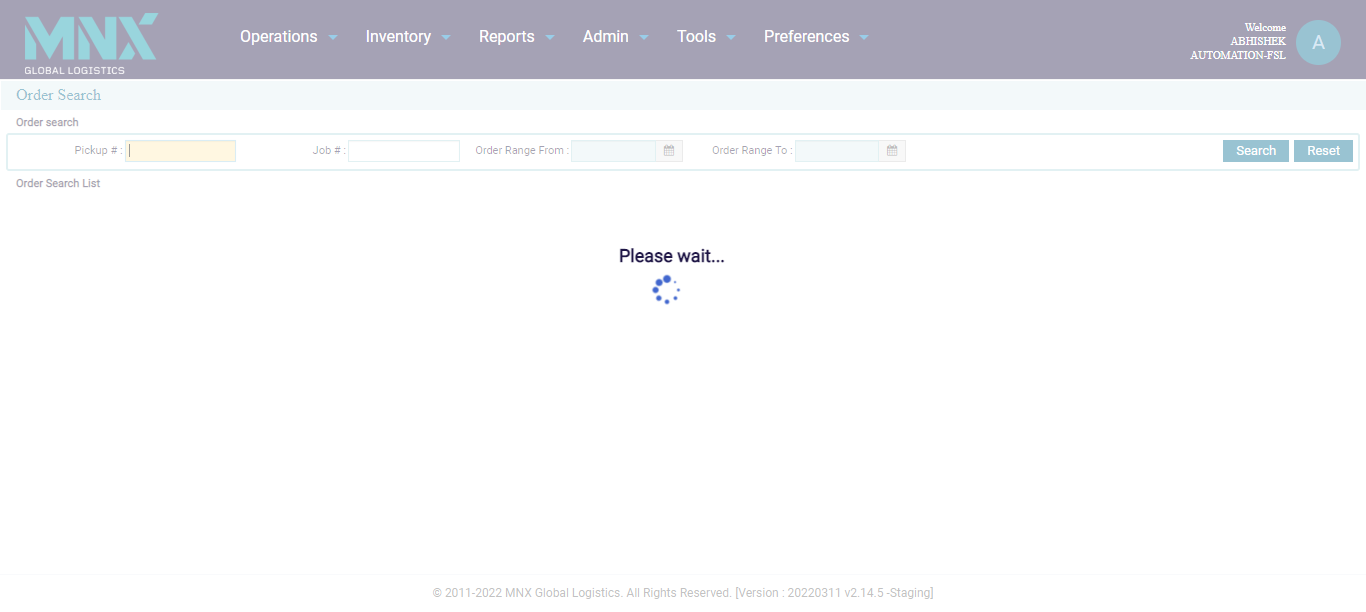 MNX
GLOBAL LOGISTICS
Operations Inventory Reports Admin Tools Preferences
Welcome
ABHISHEK
AUTOMATION-FSL
A
Order Search
Order search
Pickup # : Job # : Order Range From : Order Range To : Search Reset
Order Search List
Please wait...
© 2011-2022 MNX Global Logistics. All Rights Reserved. [Version : 20220311 v2.14.5 -Staging]